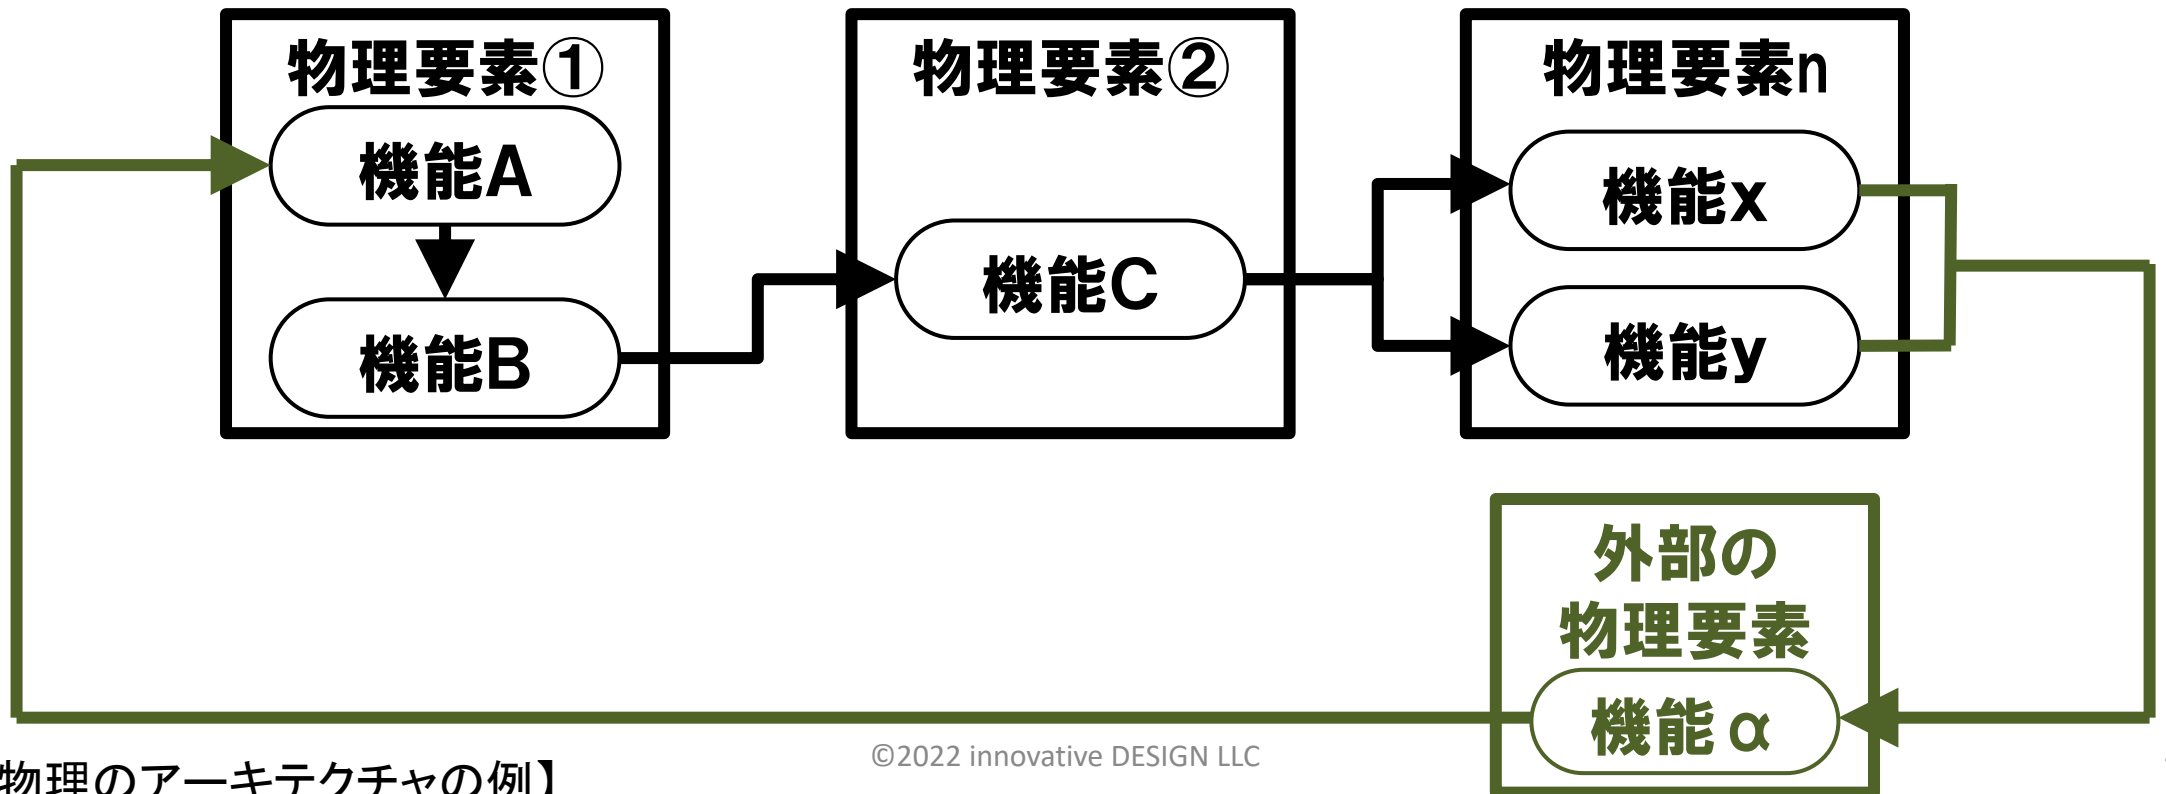 物理要素①
物理要素②
物理要素n
機能A
機能x
機能C
機能B
機能y
外部の
物理要素
機能α
©2022 innovative DESIGN LLC
物理のアーキテクチャの例】